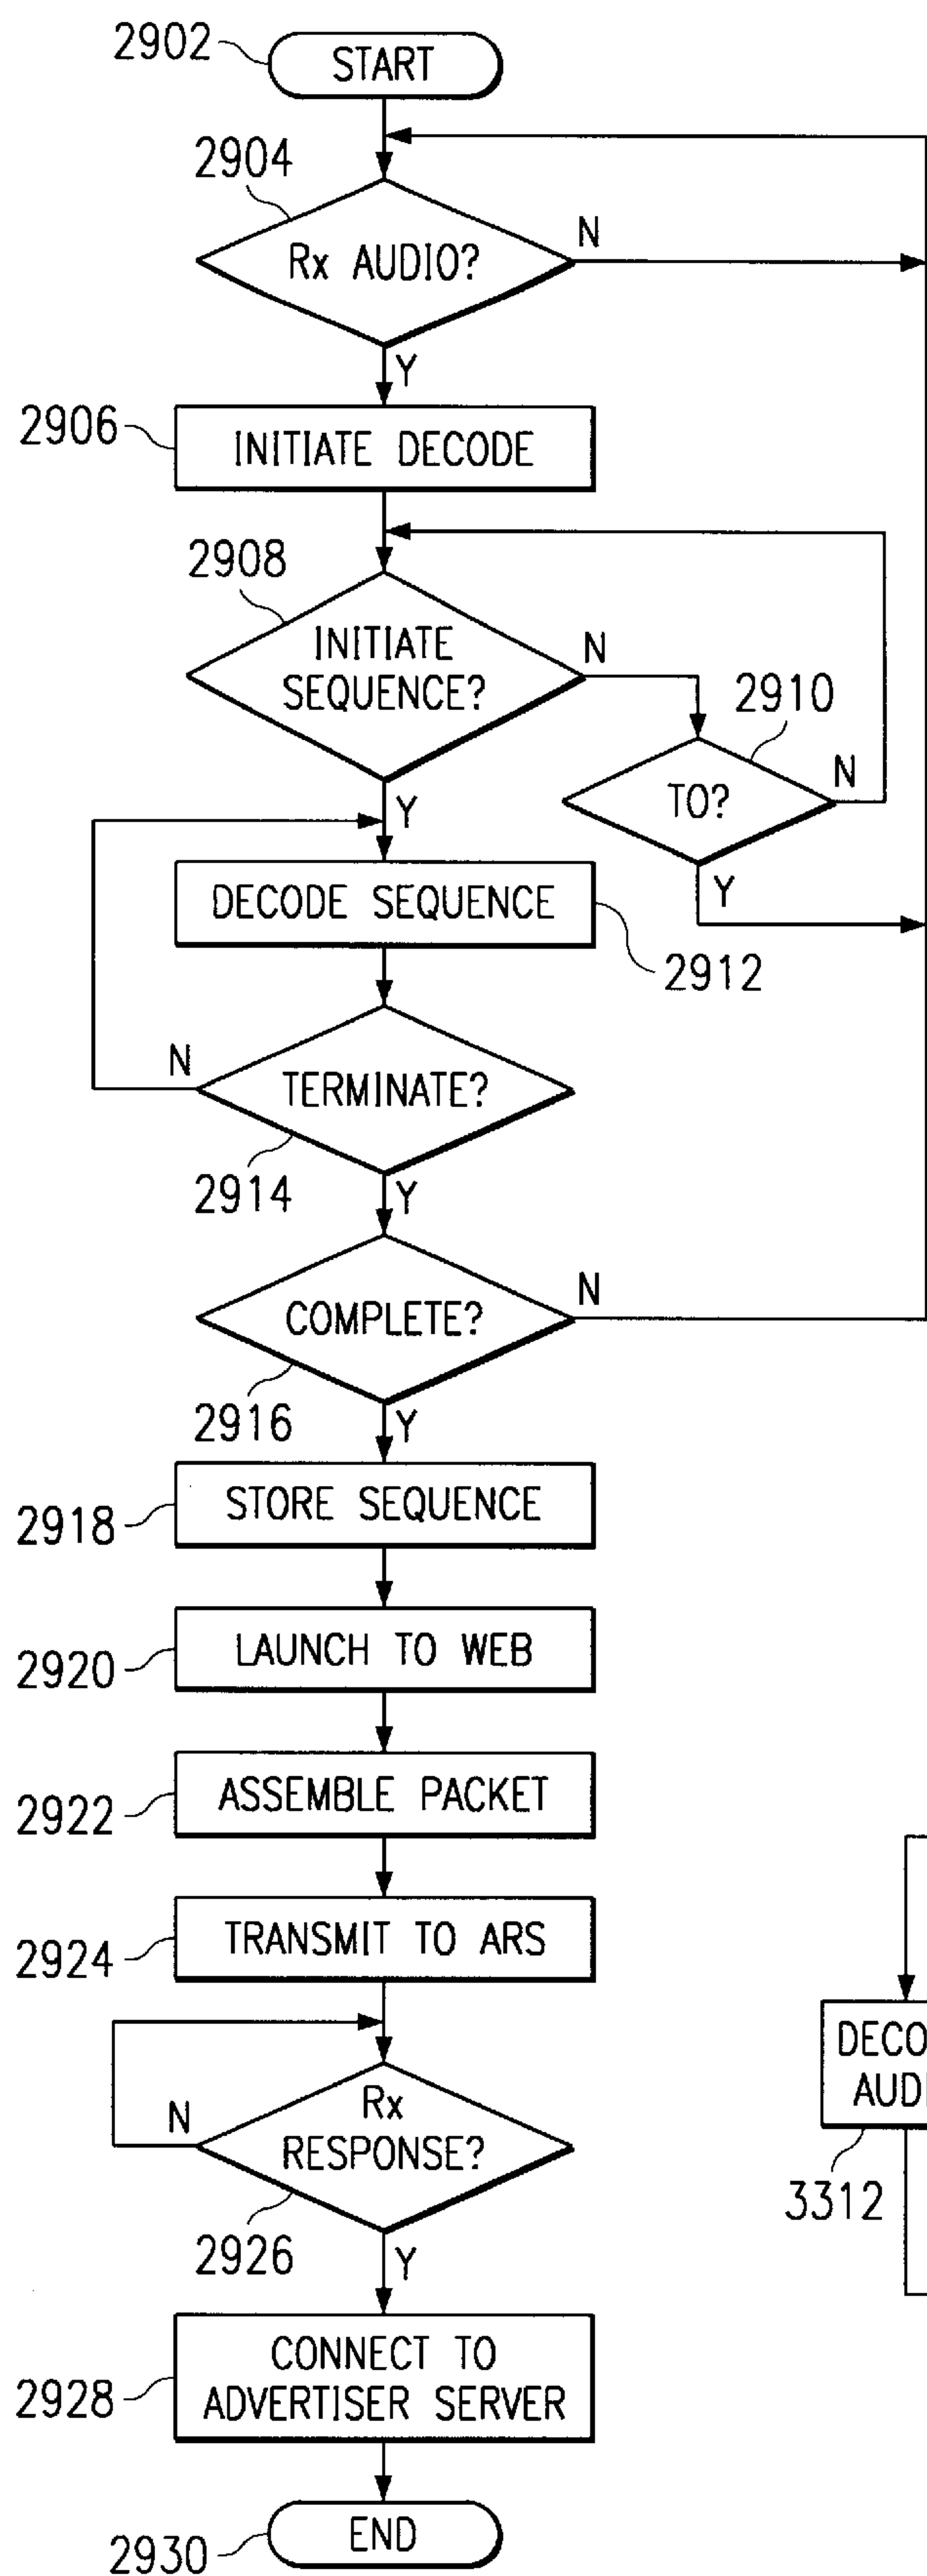 2902
START
2904
Rx AUDIO?
N
Y
2906
INITIATE DECODE
2908
INITIATE
SEQUENCE?
N
2910
TO?
N
Y
Y
DECODE SEQUENCE
2912
TERMINATE?
N
2914
Y
COMPLETE?
N
2916
Y
STORE SEQUENCE
2918
LAUNCH TO WEB
2920
ASSEMBLE PACKET
2922
TRANSMIT TO ARS
2924
Rx
RESPONSE?
N
2926
Y
CONNECT TO
ADVERTISER SERVER
2928
END
2930
DECO
AUDI
3312